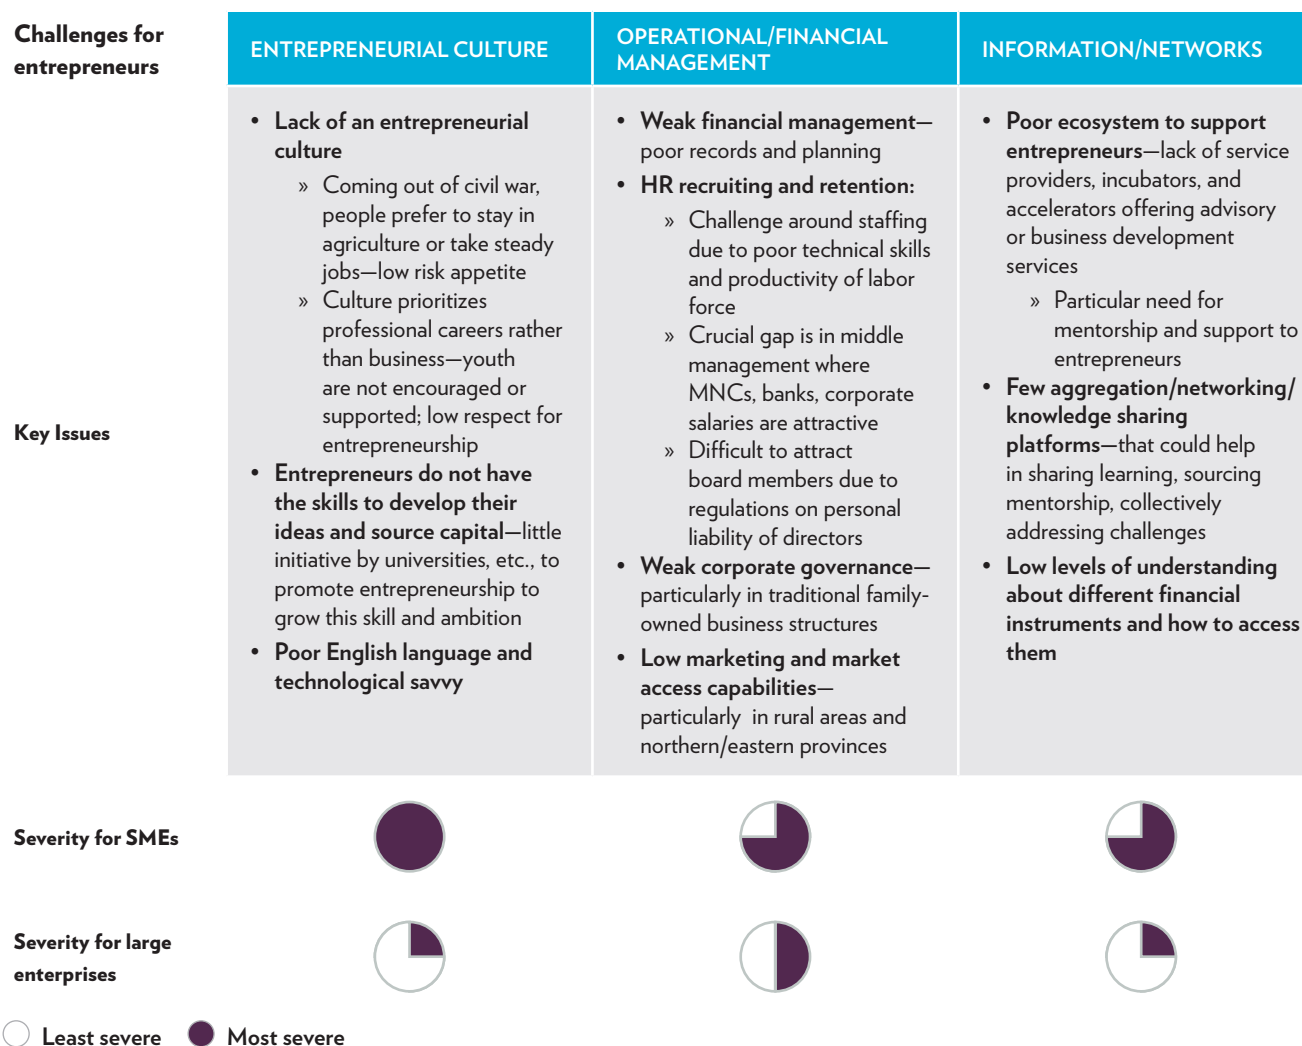 Challenges for
entrepreneurs
ENTREPRENEURIAL CULTURE
OPERATIONAL/FINANCIAL
MANAGEMENT
INFORMATION/NETWORKS
Key Issues
• Lack of an entrepreneurial
culture
» Coming out of civil war,
people prefer to stay in
agriculture or take steady
jobs—low risk appetite
» Culture prioritizes
professional careers rather
than business—youth
are not encouraged or
supported; low respect for
entrepreneurship
• Entrepreneurs do not have
the skills to develop their
ideas and source capital—little
initiative by universities, etc., to
promote entrepreneurship to
grow this skill and ambition
• Poor English language and
technological savvy
• Weak financial management—
poor records and planning
• HR recruiting and retention:
» Challenge around staffing
due to poor technical skills
and productivity of labor
force
» Crucial gap is in middle
management where
MNCs, banks, corporate
salaries are attractive
» Difficult to attract
board members due to
regulations on personal
liability of directors
• Weak corporate governance—
particularly in traditional family-
owned business structures
• Low marketing and market
access capabilities—
particularly in rural areas and
northern/eastern provinces
• Poor ecosystem to support
entrepreneurs—lack of service
providers, incubators, and
accelerators offering advisory
or business development
services
» Particular need for
mentorship and support to
entrepreneurs
• Few aggregation/networking/
knowledge sharing
platforms—that could help
in sharing learning, sourcing
mentorship, collectively
addressing challenges
• Low levels of understanding
about different financial
instruments and how to access
them
Severity for SMEs
Severity for large
enterprises
Least severe
Most severe